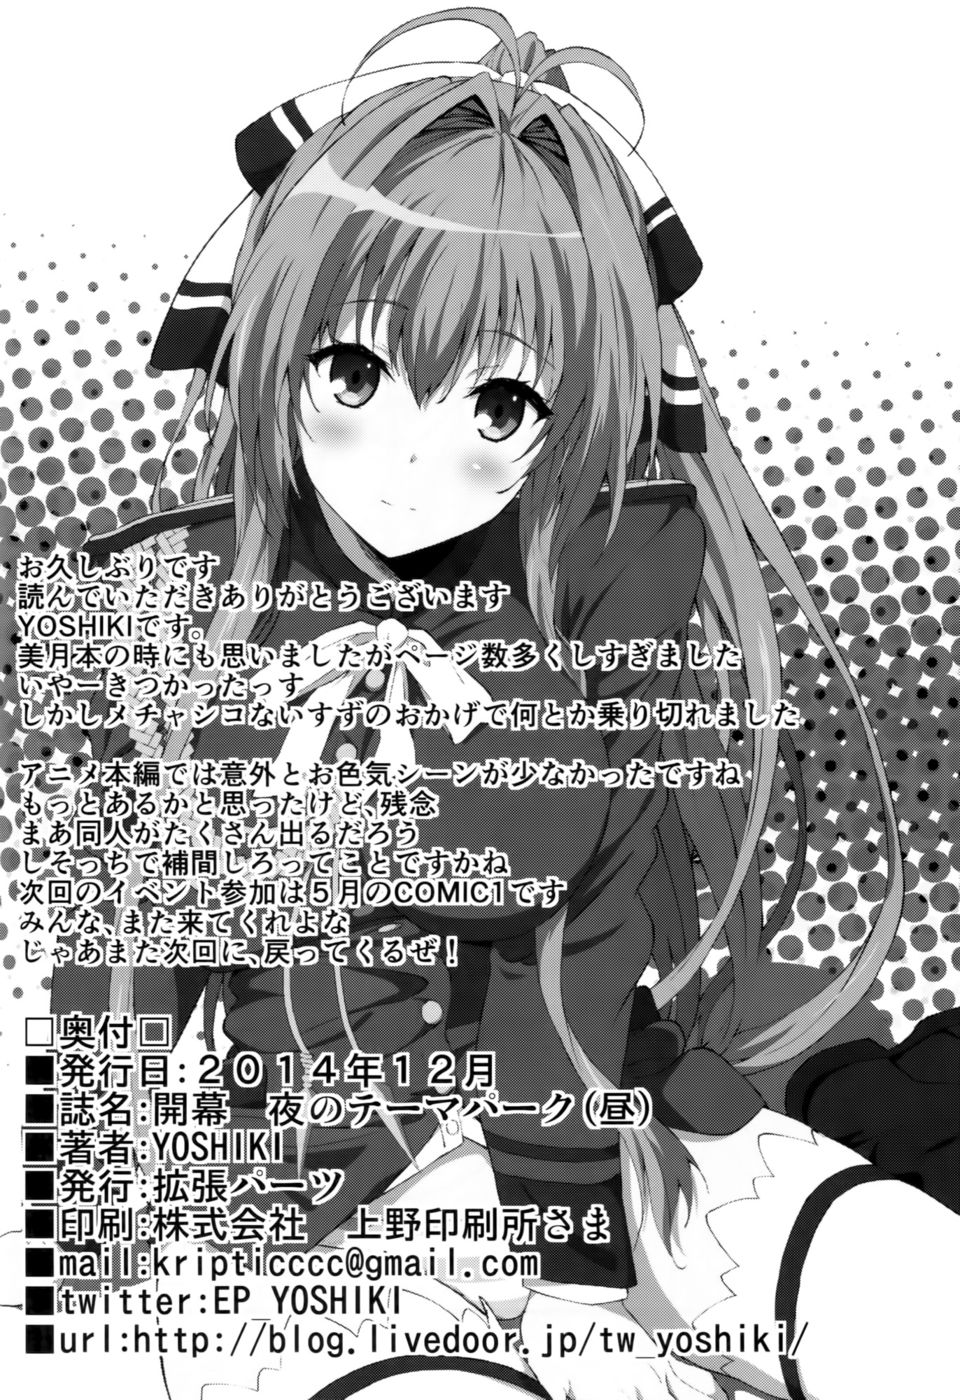 お久しぶりです
読んでいただきありがとうございます
YOSHIKIです。
美月本の時にも思いましたがページ数多くしすぎました
いやーきつかったっす
しかしメチャシコないすずのおかげで何とか乗り切れました
アニメ本編では意外とお色気シーンが少なかったですね
もっとあるかと思ったけど、残念
まあ同人がたくさん出るだろう
しそっちで補間しろってことですかね
次回のイベント参加は５月のCOMIC1です
みんな、また来てくれよな
じゃあまた次回に、戻ってくるぜ！
□奥付□
■発行日:２０１４年１２月
■誌名:開幕　夜のテーマパーク(昼)
■著者:YOSHIKI
■発行:拡張パーツ
■印刷:株式会社　上野印刷所さま
■mail:kripticccc@gmail.com
■twitter:EP_YOSHIKI
■url:http://blog.livedoor.jp/tw_yoshiki/